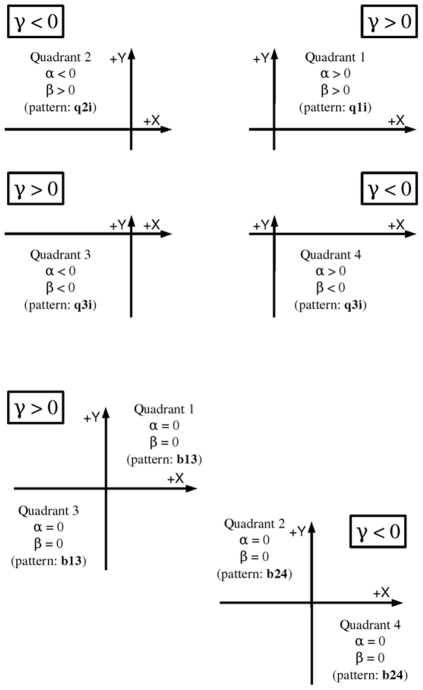 γ < 0
Quadrant 2
α < 0
β > 0
(pattern: q2i)
+Y
+X
γ > 0
+Y
Quadrant 1
α > 0
β > 0
(pattern: q1i)
+X
γ > 0
+Y
+X
Quadrant 3
α < 0
β < 0
(pattern: q3i)
γ < 0
+Y
+X
Quadrant 4
α > 0
β < 0
(pattern: q3i)
γ > 0
+Y
Quadrant 1
α = 0
β = 0
(pattern: b13)
+X
Quadrant 3
α = 0
β = 0
(pattern: b13)
Quadrant 2
α = 0
β = 0
(pattern: b24)
+Y
γ < 0
+X
Quadrant 4
α = 0
β = 0
(pattern: b24)